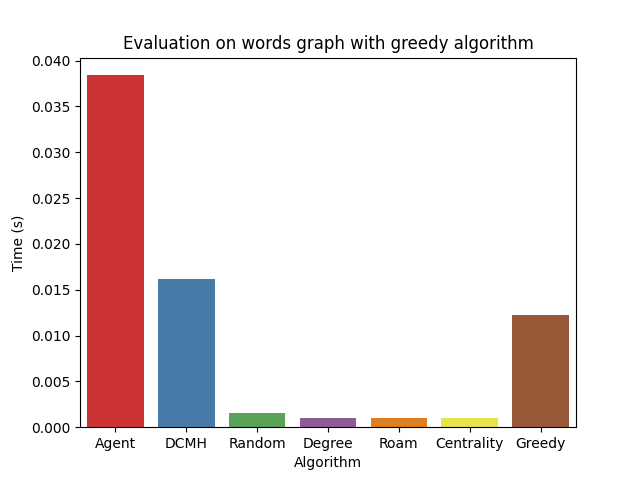 Evaluation on words graph with greedy algorithm
0.040
0.035
0.030
0.025
0.020
0.015
0.010
0.005
0.000
Time (s)
Agent DCMH Random Degree Roam Centrality Greedy
Algorithm